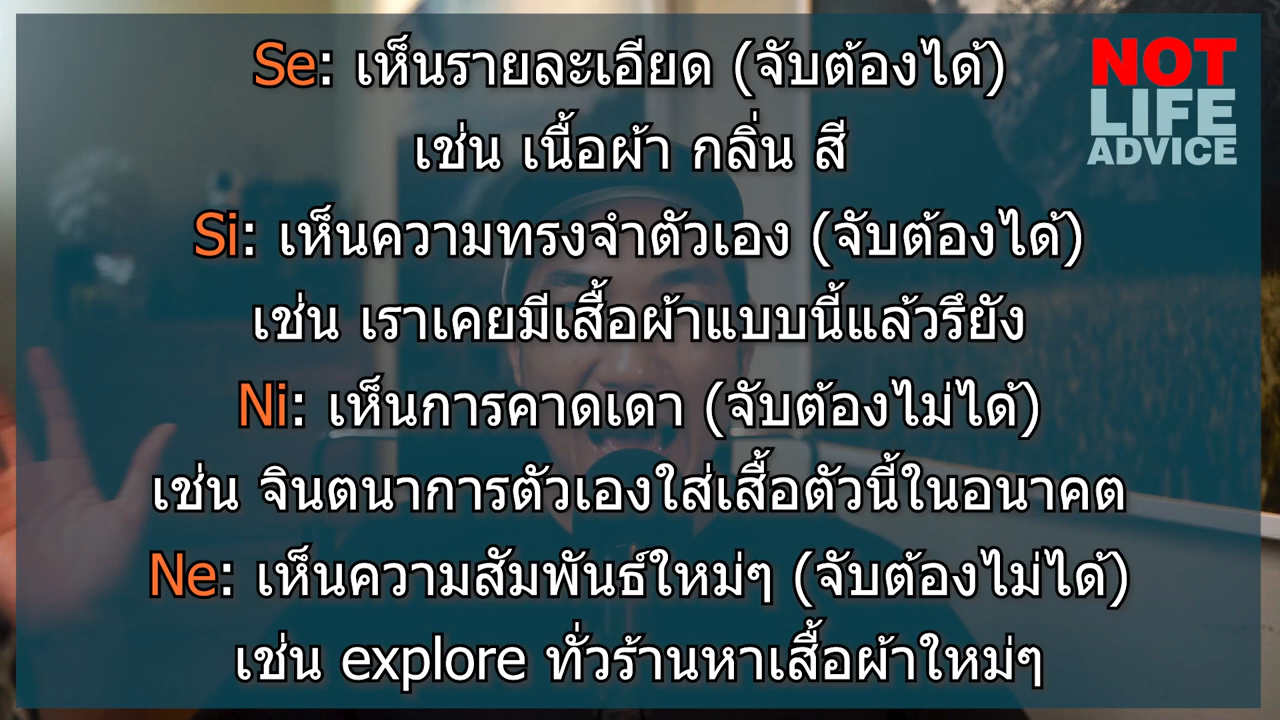 Se: เห็นรายละเอียด (จับต้องได้)
เช่น เนื้อผ้า กลิ่น สี
Si: เห็นความทรงจำตัวเอง (จับต้องได้)
เช่น เราเคยมีเสื้อผ้าแบบนี้แล้วรึยัง
Ni: เห็นการคาดเดา (จับต้องไม่ได้)
เช่น จินตนาการตัวเองใส่เสื้อตัวนี้ในอนาคต
Ne: เห็นความสัมพันธ์ใหม่ๆ (จับต้องไม่ได้)
เช่น explore ทั่วร้านหาเสื้อผ้าใหม่ๆ
NOT
LIFE
ADVICE